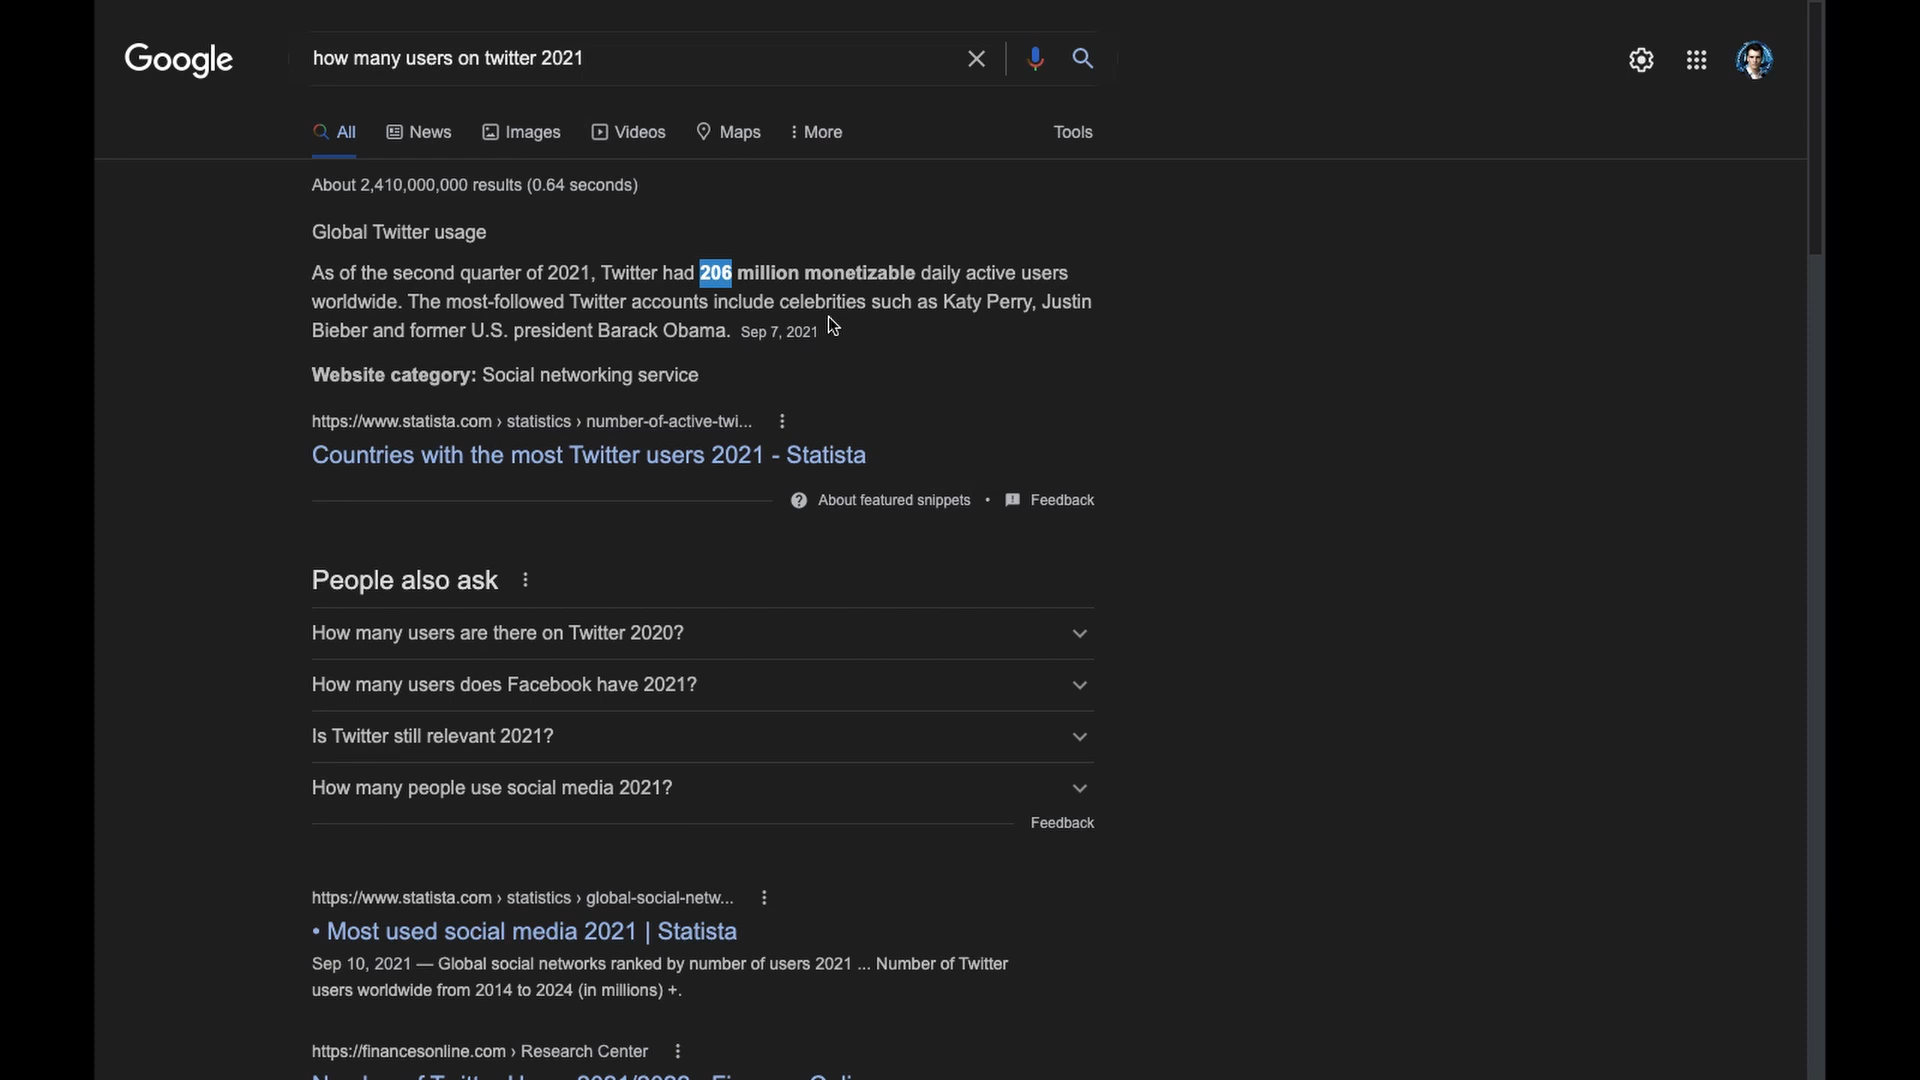 Google
how many users on twitter 2021
All
News
Images
Videos
Maps
More
Tools
About 2,410,000,000 results (0.64 seconds)
Global Twitter usage
As of the second quarter of 2021, Twitter had 206 million monetizable daily active users
worldwide. The most-followed Twitter accounts include celebrities such as Katy Perry, Justin
Bieber and former U.S. president Barack Obama. Sep 7, 2021
Website category: Social networking service
https://www.statista.com › statistics › number-of-active-twi...
Countries with the most Twitter users 2021 - Statista
About featured snippets • Feedback
People also ask
How many users are there on Twitter 2020?
How many users does Facebook have 2021?
Is Twitter still relevant 2021?
How many people use social media 2021?
Feedback
https://www.statista.com › statistics › global-social-netw...
• Most used social media 2021 | Statista
Sep 10, 2021 — Global social networks ranked by number of users 2021 ... Number of Twitter
users worldwide from 2014 to 2024 (in millions) +.
https://financesonline.com › Research Center